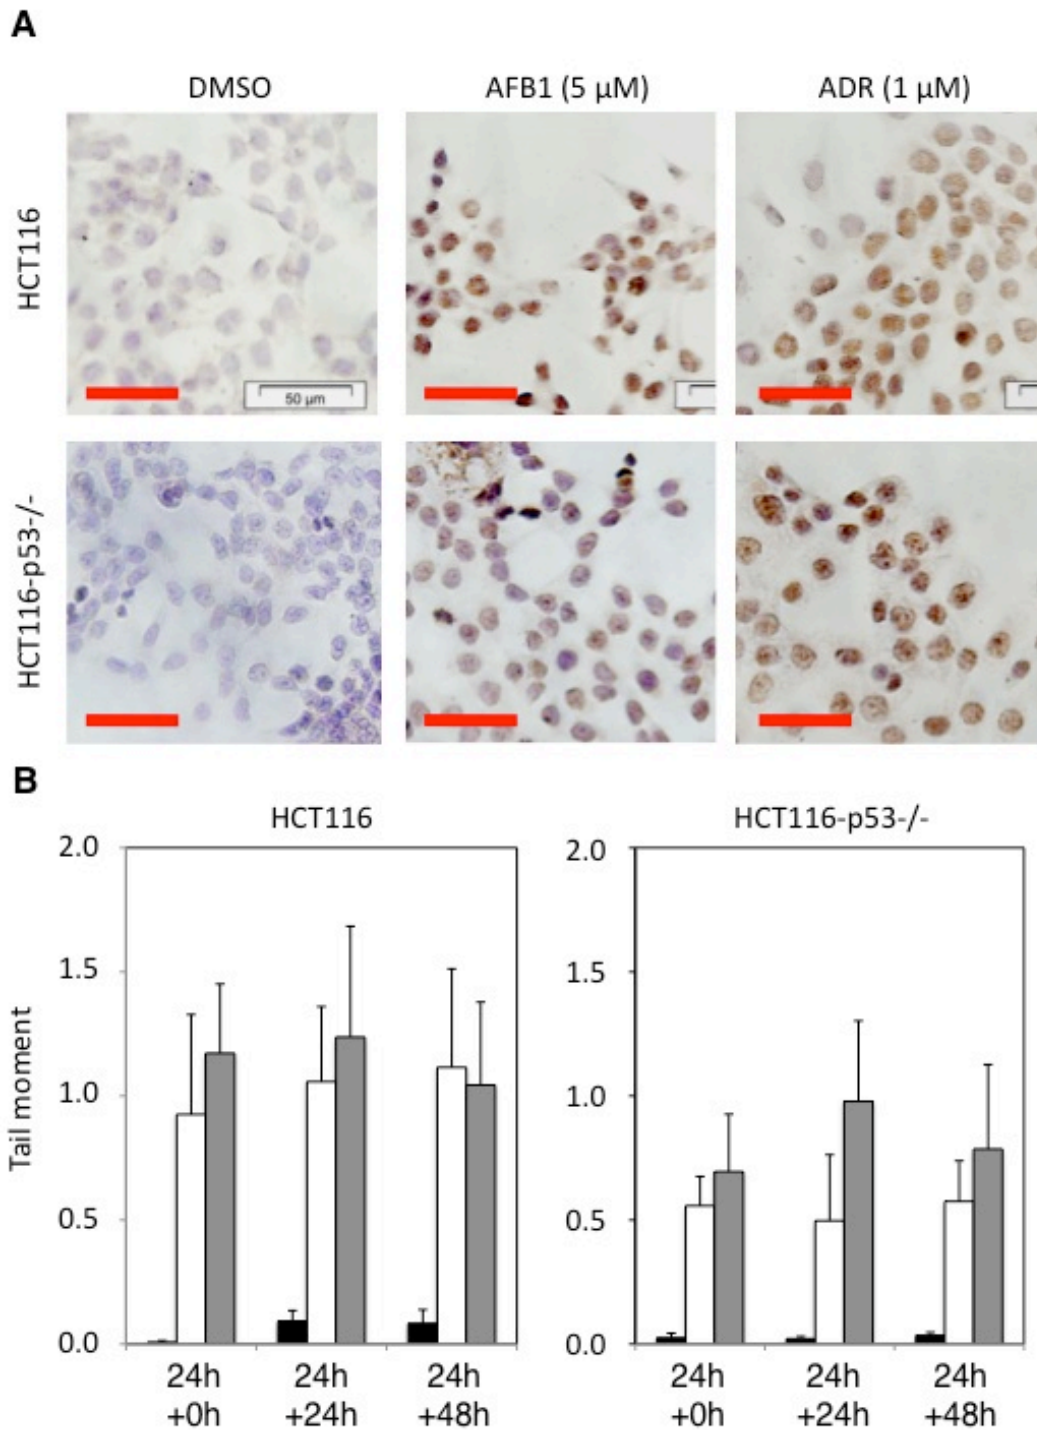 A
DMSO AFB1 (5 μM) ADR (1 μM)
HCT116
50 μm
HCT116-p53-/-
B
HCT116 HCT116-p53-/-
Tail moment
2.0 2.0
1.5 1.5
1.0 1.0
0.5 0.5
0.0 0.0
24h 24h 24h 24h 24h 24h
+0h +24h +48h +0h +24h +48h